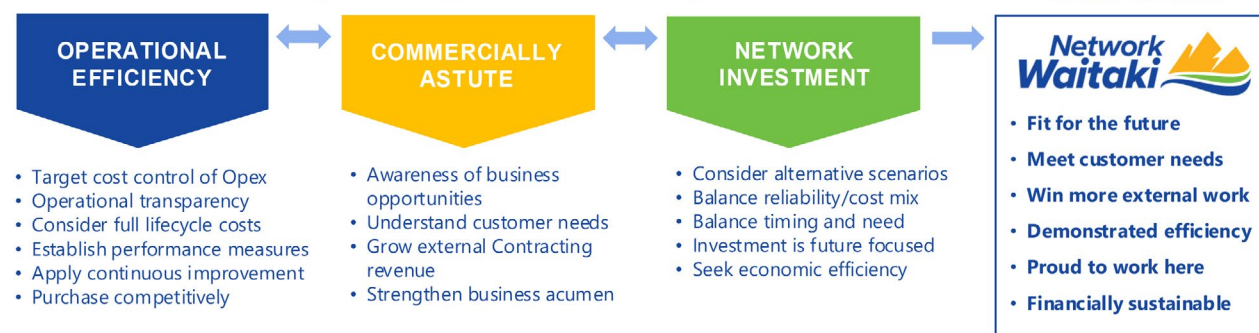 OPERATIONAL
EFFICIENCY
• Target cost control of Opex
• Operational transparency
• Consider full lifecycle costs
• Establish performance measures
• Apply continuous improvement
• Purchase competitively
COMMERCIALLY
ASTUTE
• Awareness of business
opportunities
• Understand customer needs
• Grow external Contracting
revenue
• Strengthen business acumen
NETWORK
INVESTMENT
• Consider alternative scenarios
• Balance reliability/cost mix
• Balance timing and need
• Investment is future focused
• Seek economic efficiency
Network
Waitaki
• Fit for the future
• Meet customer needs
• Win more external work
• Demonstrated efficiency
• Proud to work here
• Financially sustainable